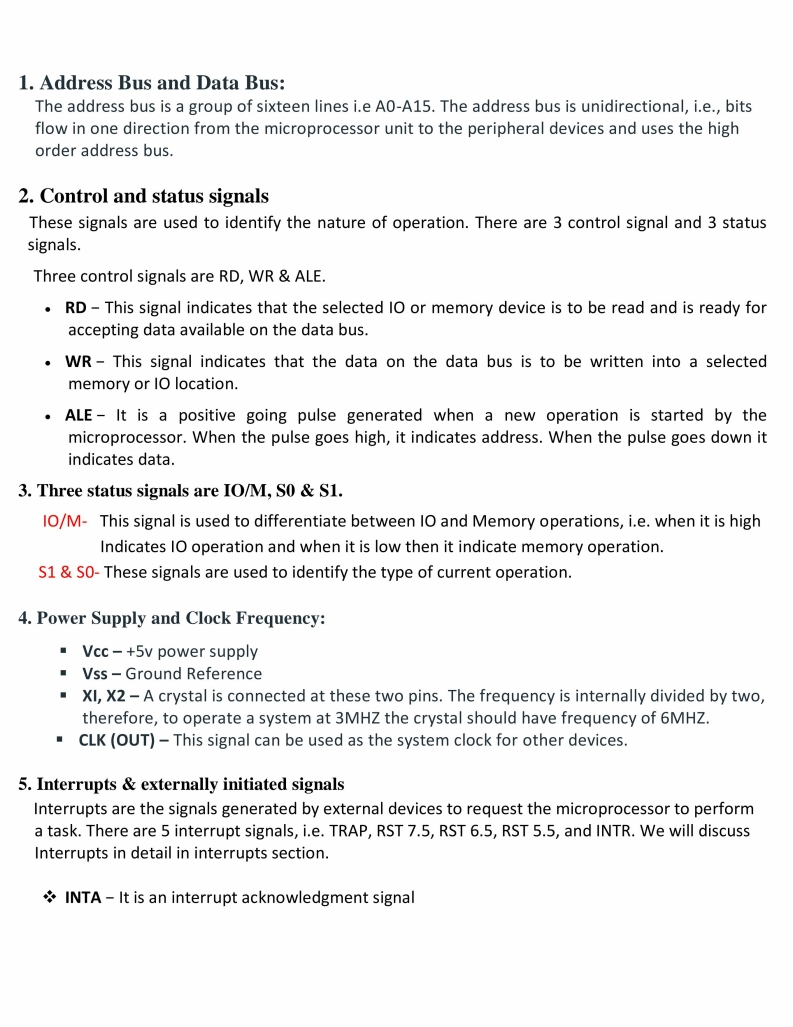 1. Address Bus and Data Bus:
The address bus is a group of sixteen lines i.e A0-A15. The address bus is unidirectional, i.e., bits
flow in one direction from the microprocessor unit to the peripheral devices and uses the high
order address bus.
2. Control and status signals
These signals are used to identify the nature of operation. There are 3 control signal and 3 status
signals.
Three control signals are RD, WR & ALE.
• RD − This signal indicates that the selected IO or memory device is to be read and is ready for
accepting data available on the data bus.
• WR − This signal indicates that the data on the data bus is to be written into a selected
memory or IO location.
• ALE − It is a positive going pulse generated when a new operation is started by the
microprocessor. When the pulse goes high, it indicates address. When the pulse goes down it
indicates data.
3. Three status signals are IO/M, S0 & S1.
IO/M- This signal is used to differentiate between IO and Memory operations, i.e. when it is high
Indicates IO operation and when it is low then it indicate memory operation.
S1 & S0- These signals are used to identify the type of current operation.
4. Power Supply and Clock Frequency:
▪ Vcc – +5v power supply
▪ Vss – Ground Reference
▪ XI, X2 – A crystal is connected at these two pins. The frequency is internally divided by two,
therefore, to operate a system at 3MHZ the crystal should have frequency of 6MHZ.
▪ CLK (OUT) – This signal can be used as the system clock for other devices.
5. Interrupts & externally initiated signals
Interrupts are the signals generated by external devices to request the microprocessor to perform
a task. There are 5 interrupt signals, i.e. TRAP, RST 7.5, RST 6.5, RST 5.5, and INTR. We will discuss
Interrupts in detail in interrupts section.
❖ INTA − It is an interrupt acknowledgment signal